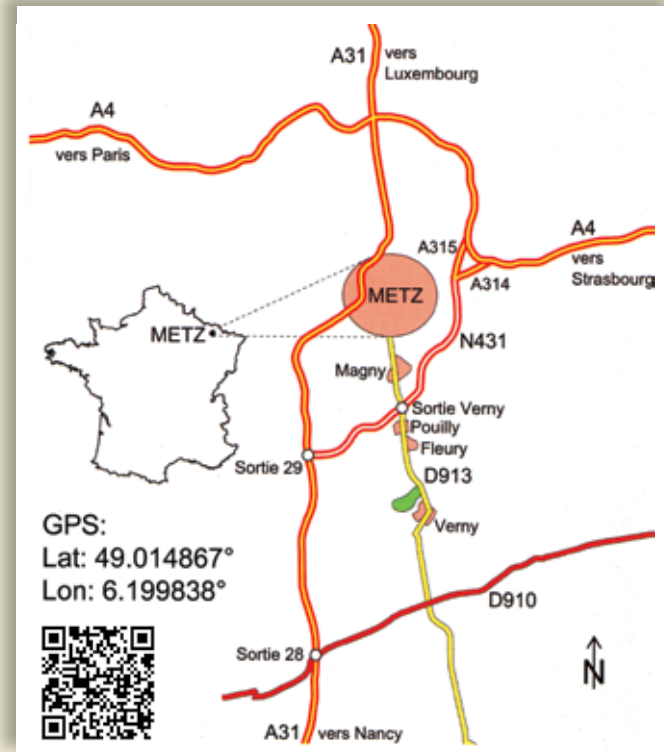 A31 vers
Luxembourg
A4
vers Paris
A4
vers
Strasbourg
A315
A314
METZ
METZ
N431
Magny
Sortie Verny
Pouilly
Fleury
Sortie 29
D913
Verny
GPS:
Lat: 49.014867°
Lon: 6.199838°
D910
Sortie 28
N
A31 vers Nancy